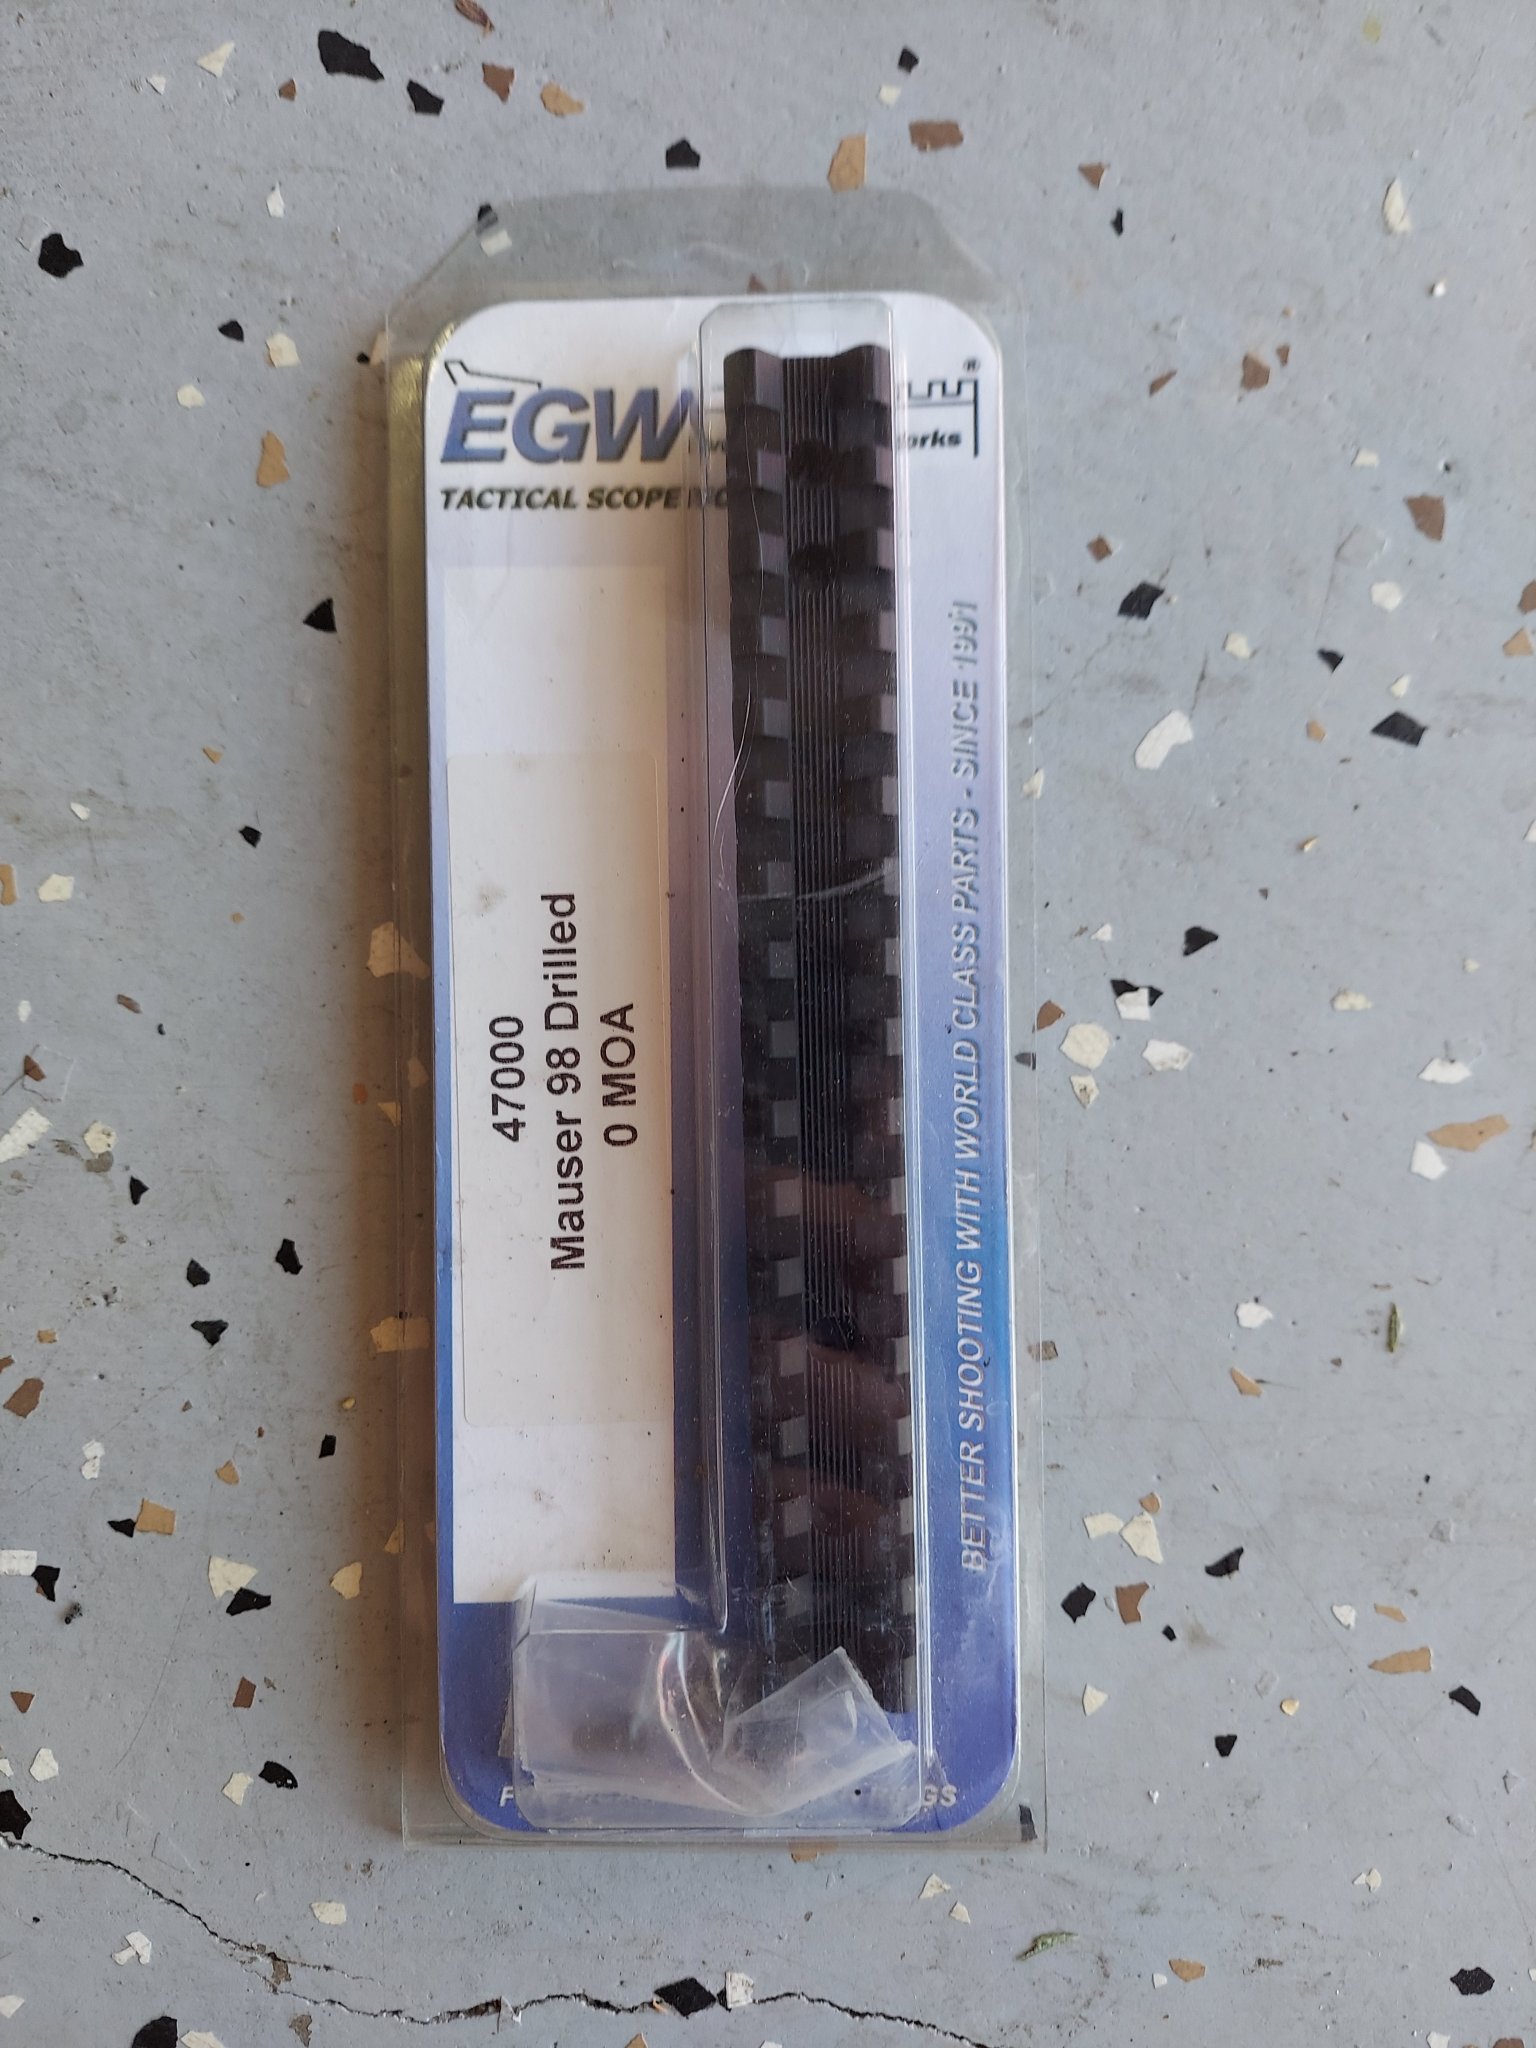 EGW
TACTICAL SCOPE
47000
Mauser 98 Drilled
0 MOA
BETTER SHOOTING WITH WORLD CLASS PARTS - SINCE 1991